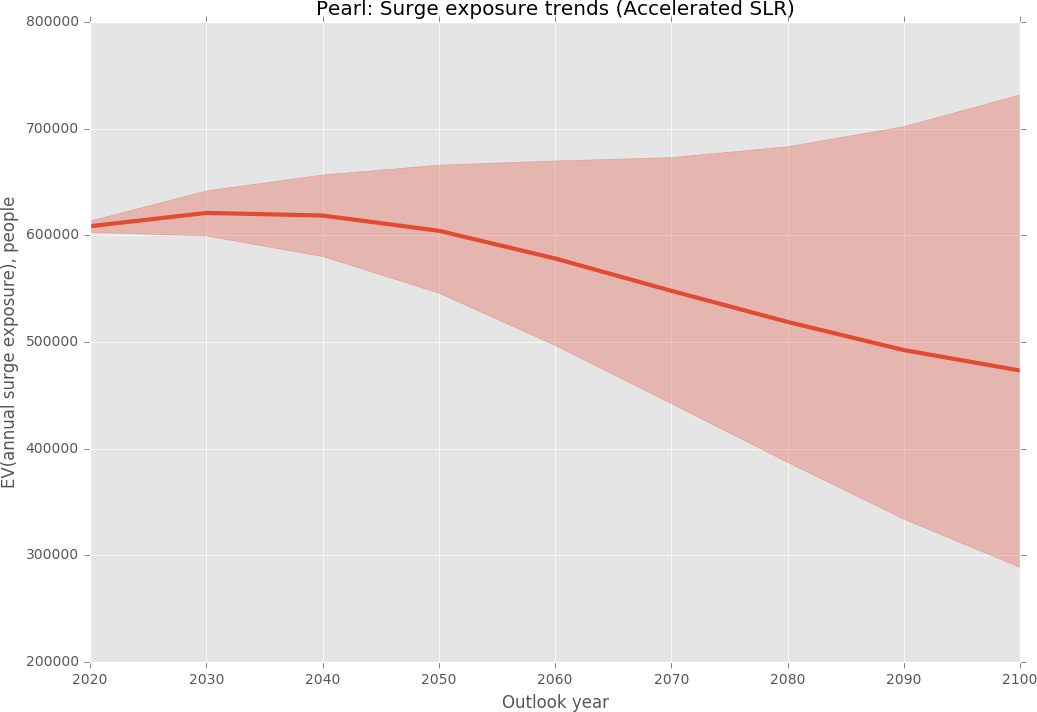 Pearl: Surge exposure trends (Accelerated SLR)
EV(annual surge exposure), people
800000
700000
600000
500000
400000
300000
200000
2020 2030 2040 2050 2060 2070 2080 2090 2100
Outlook year